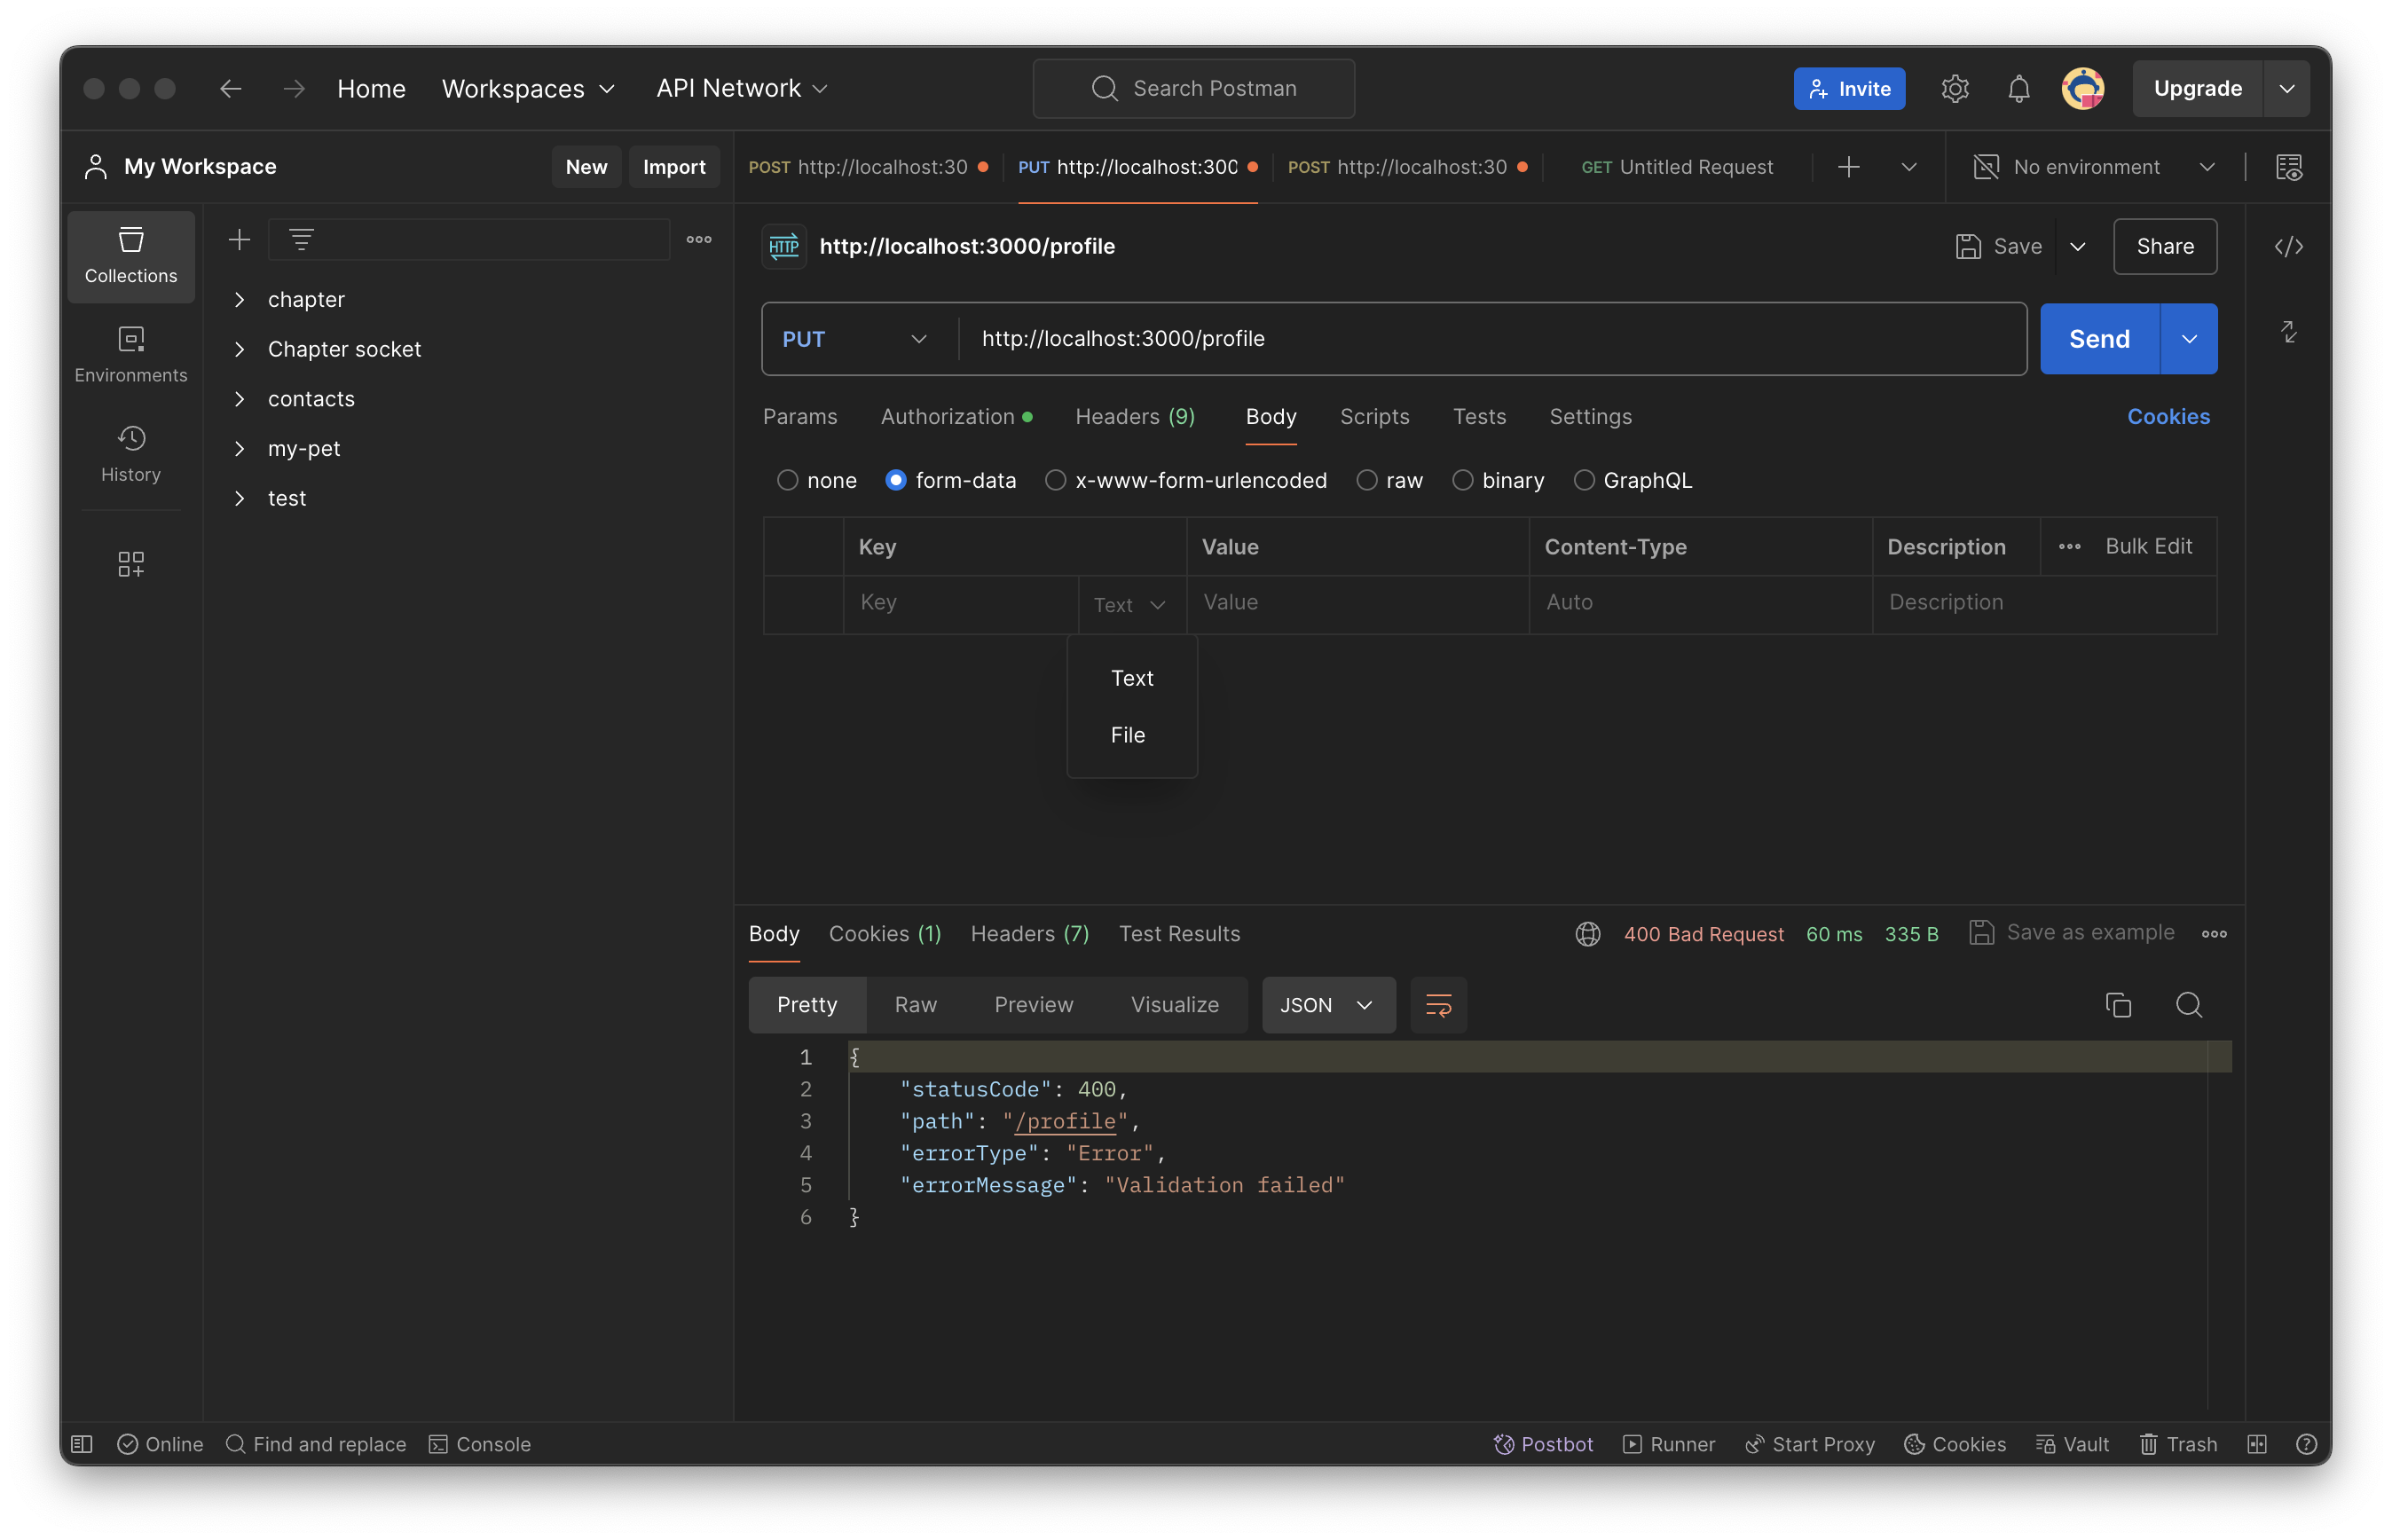 Home Workspaces API Network Search Postman Invite Upgrade
My Workspace New Import POST http://localhost:30 PUT http://localhost:300 POST http://localhost:30 GET Untitled Request No environment
Collections
Environments
History
chapter
Chapter socket
contacts
my-pet
test
HTTP http://localhost:3000/profile Save Share
PUT http://localhost:3000/profile Send
Params Authorization Headers (9) Body Scripts Tests Settings Cookies
none form-data x-www-form-urlencoded raw binary GraphQL
Key Value Content-Type Description Bulk Edit
Key Text Value Auto Description
Text
File
Body Cookies (1) Headers (7) Test Results 400 Bad Request 60 ms 335 B Save as example
Pretty Raw Preview Visualize JSON
1 {
2 "statusCode": 400,
3 "path": "/profile",
4 "errorType": "Error",
5 "errorMessage": "Validation failed"
6 }
Online Find and replace Console Postbot Runner Start Proxy Cookies Vault Trash